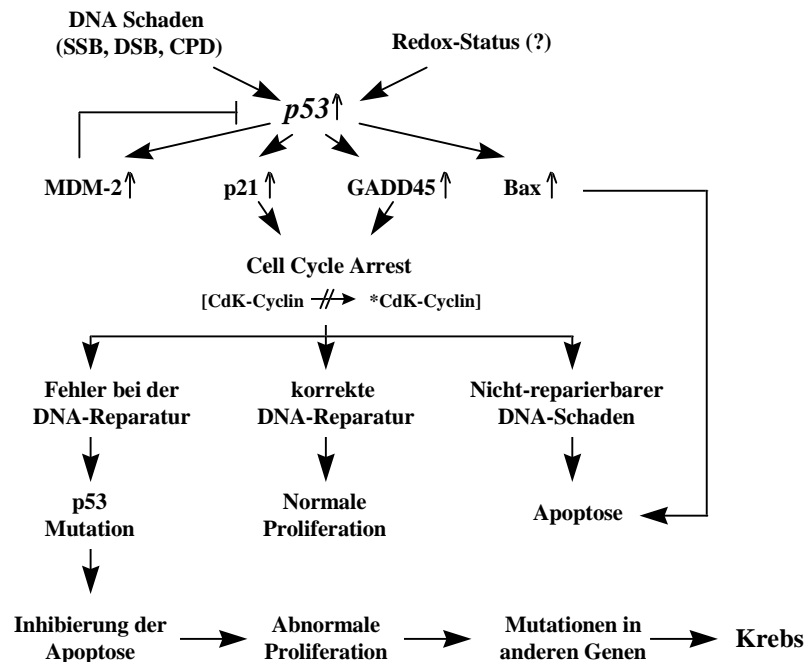 DNA Schaden
(SSB, DSB, CPD)
Redox-Status (?)
p53
MDM-2
p21
GADD45
Bax
Cell Cycle Arrest
[CdK-Cyclin
*CdK-Cyclin]
Fehler bei der
DNA-Reparatur
korrekte
DNA-Reparatur
Nicht-reparierbarer
DNA-Schaden
p53
Mutation
Normale
Proliferation
Apoptose
Inhibierung der
Apoptose
Abnormale
Proliferation
Mutationen in
anderen Genen
Krebs